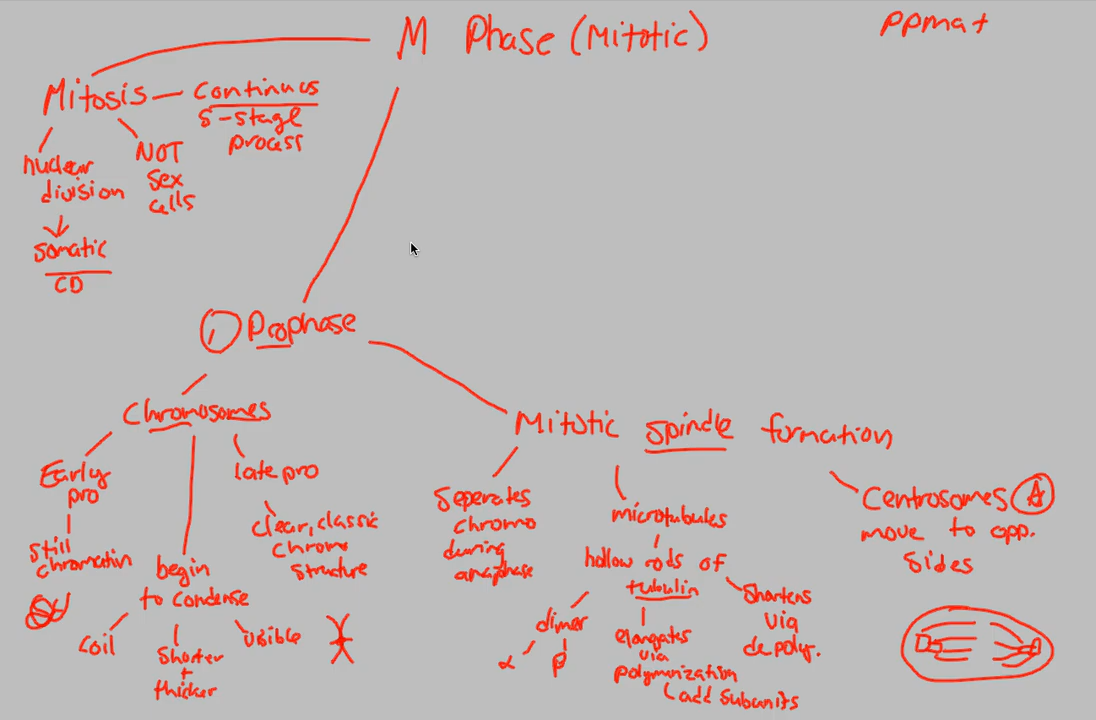 M Phase (Mitotic)
ppmat
Mitosis
continuus
5-stage
process
nuclear
division
somatic
CD
NOT
sex
cells
1 Prophase
Chromosomes
Early
pro
still
chromatin
begin
to condense
coil
shorter
+
thicker
visible
late pro
clear, classic
chromo
structure
Mitotic spindle formation
Seperates
chromo
during
anaphase
microtubules
hollow rods of
tubulin
dimer
α
β
elongates
via
polymerization
(add subunits
shortens
via
depoly.
Centrosomes A
move to opp.
sides